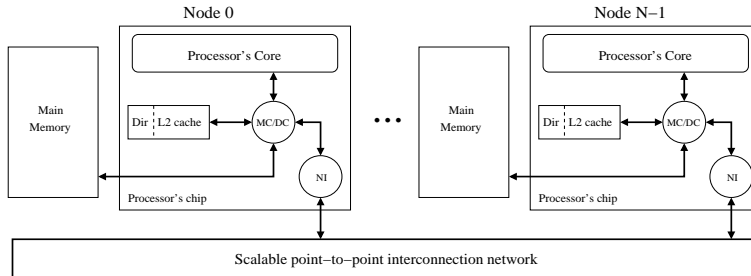 Node 0
Node N−1
Processor's Core
Processor's Core
Main
Memory
Dir L2 cache
MC/DC
• • •
Main
Memory
Dir L2 cache
MC/DC
NI
NI
Processor's chip
Processor's chip
Scalable point−to−point interconnection network